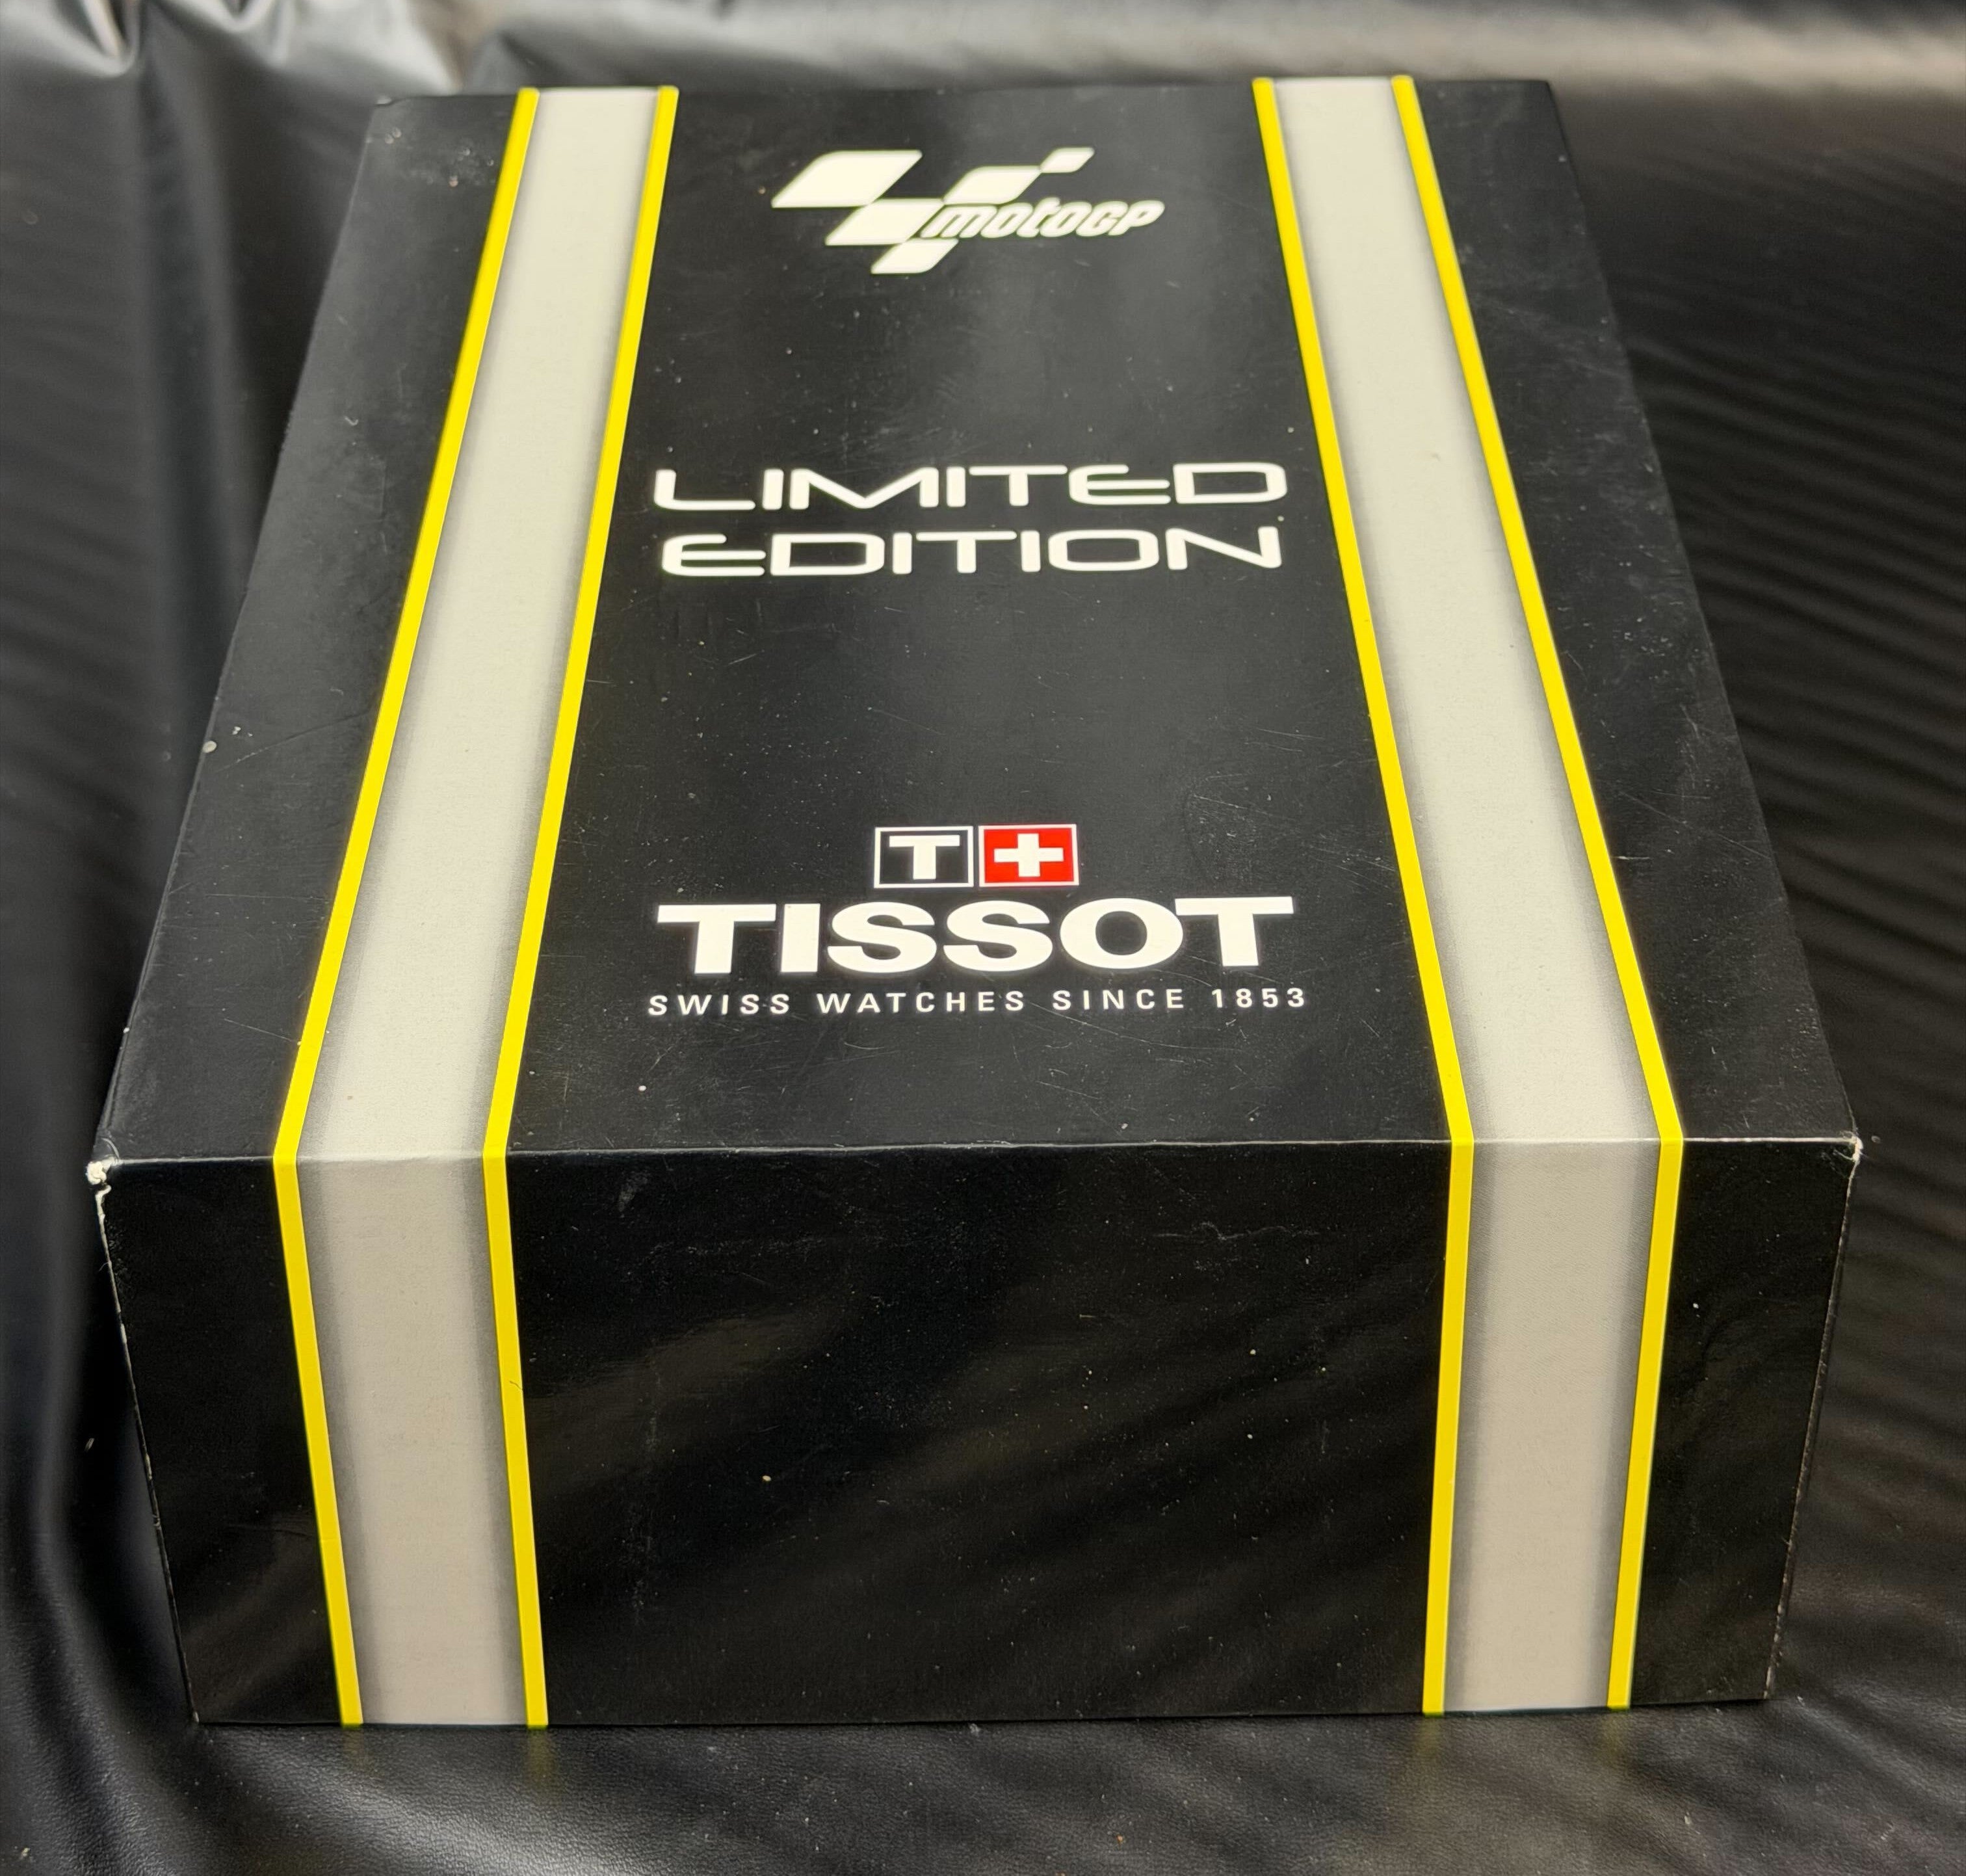 motoGP
LIMITED
EDITION
T+
TISSOT
SWISS WATCHES SINCE 1853